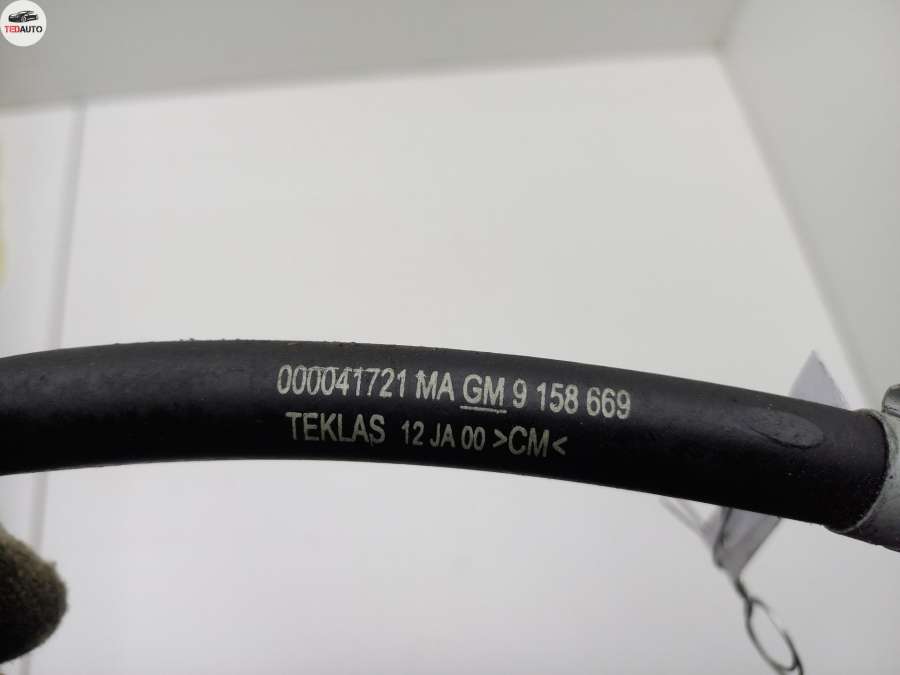 TEDAUTO
000041721 MA GM 9 158 669
TEKLAS 12 JA 00 >CM<